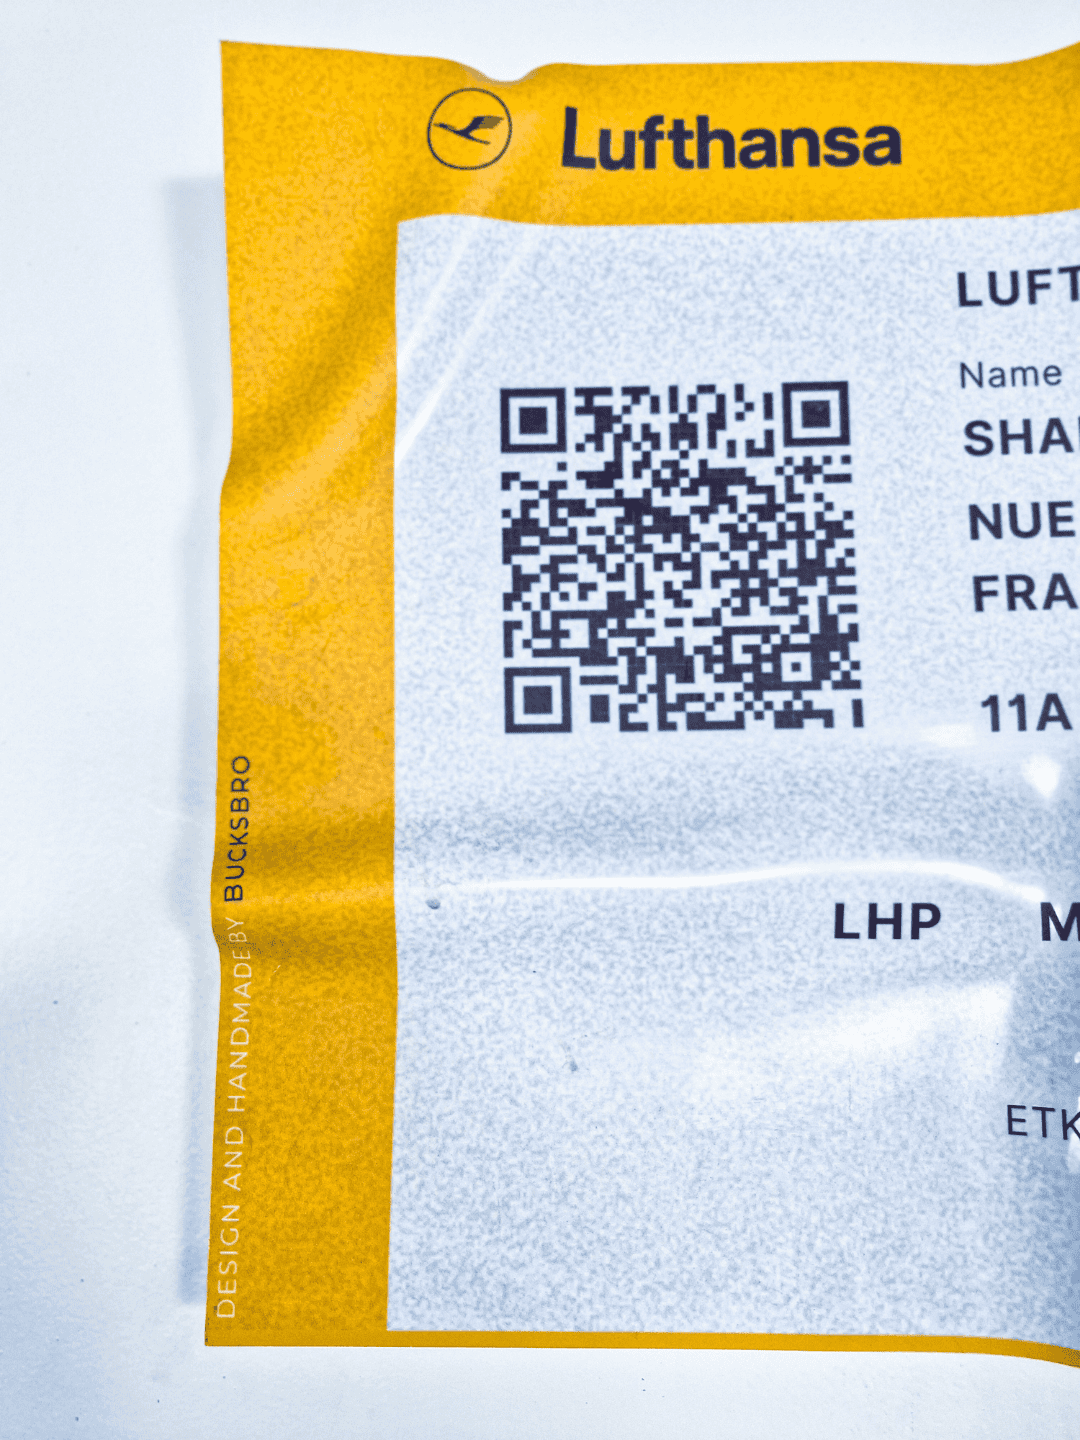 Lufthansa
LUFT
Name
SHA
NUE
FRA
11A
LHP M
ETK
DESIGN AND HANDMADE BY BUCKSBRO